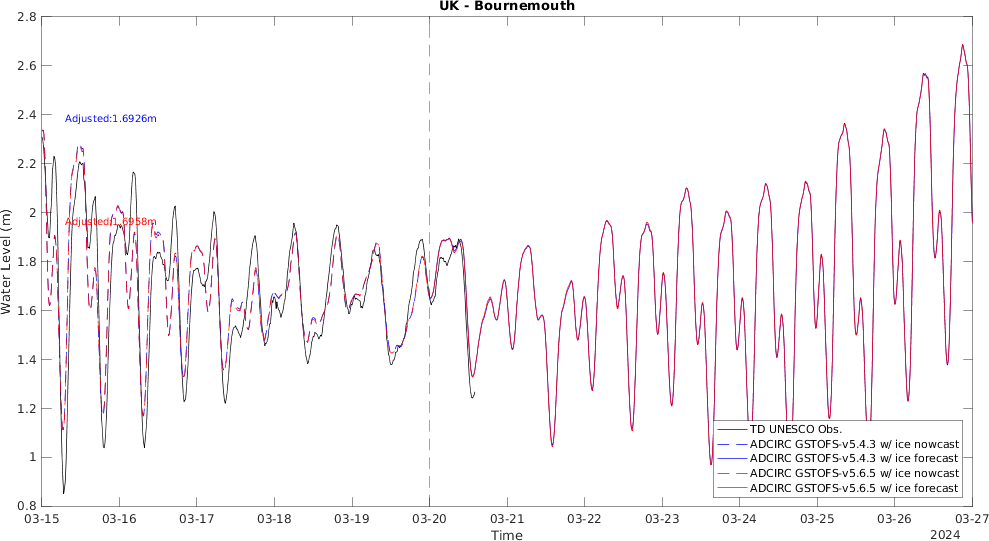 UK - Bournemouth
2.8
2.6
2.4
2.2
2
1.8
1.6
1.4
1.2
1
0.8
Water Level (m)
Adjusted:1.6926m
Adjusted:1.6958m
TD UNESCO Obs.
ADCIRC GSTOFS-v5.4.3 w/ ice nowcast
ADCIRC GSTOFS-v5.4.3 w/ ice forecast
ADCIRC GSTOFS-v5.6.5 w/ ice nowcast
ADCIRC GSTOFS-v5.6.5 w/ ice forecast
03-15 03-16 03-17 03-18 03-19 03-20 03-21 03-22 03-23 03-24 03-25 03-26 03-27
Time
2024